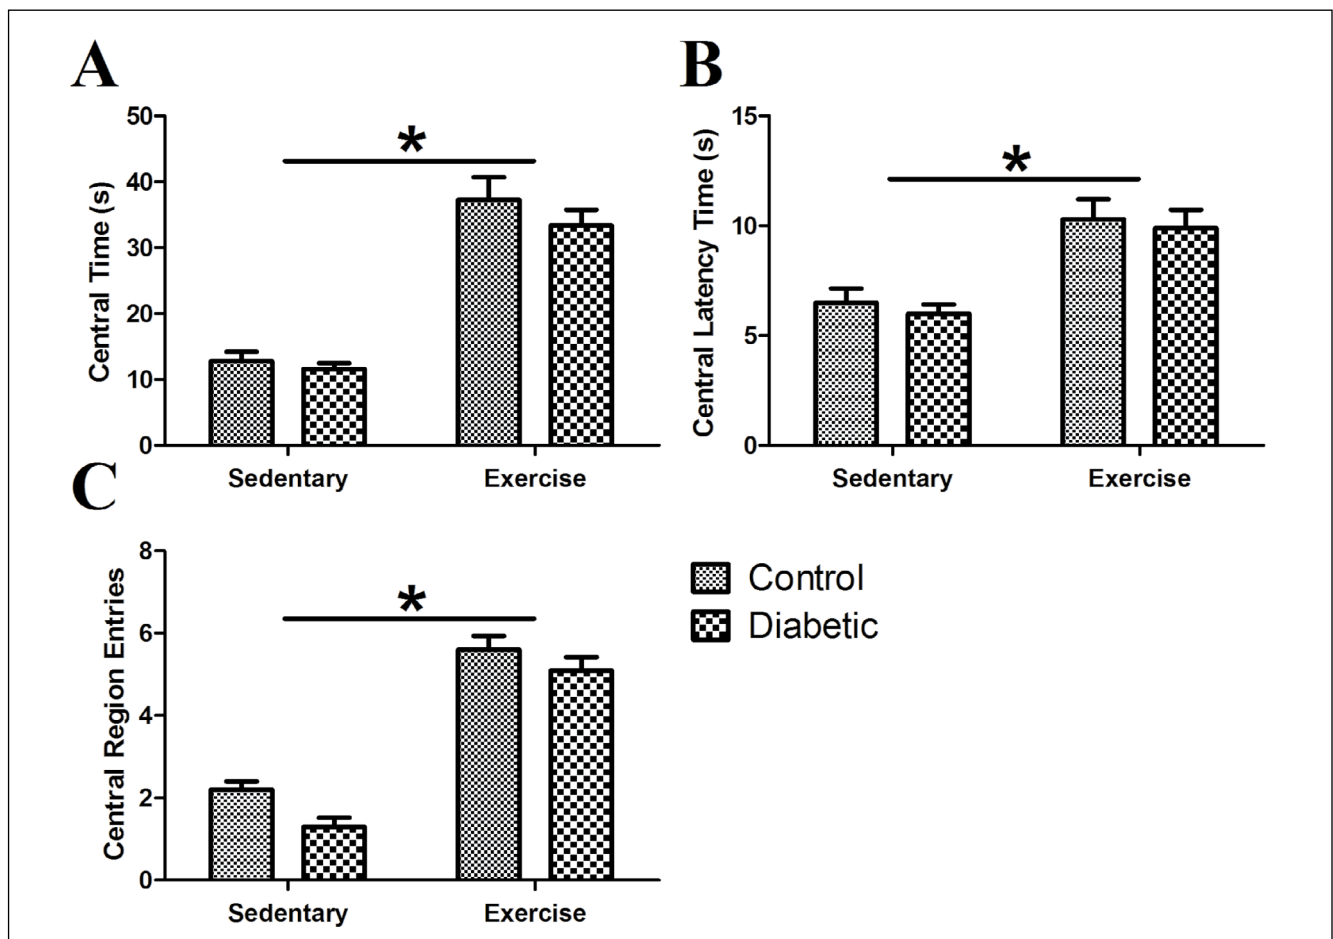 A
Central Time (s)
50
40
30
20
10
0
*
Sedentary Exercise
B
Central Latency Time (s)
15
10
5
0
*
Sedentary Exercise
C
Central Region Entries
8
6
4
2
0
*
Sedentary Exercise
Control
Diabetic